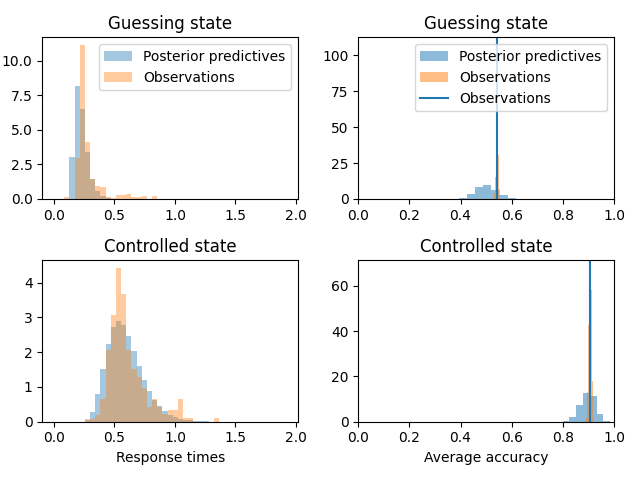 Guessing state
Posterior predictives
Observations
10.0
7.5
5.0
2.5
0.0
0.0 0.5 1.0 1.5 2.0
Guessing state
Posterior predictives
Observations
Observations
100
75
50
25
0
0.0 0.2 0.4 0.6 0.8 1.0
Controlled state
4
3
2
1
0
0.0 0.5 1.0 1.5 2.0
Response times
Controlled state
60
40
20
0
0.0 0.2 0.4 0.6 0.8 1.0
Average accuracy